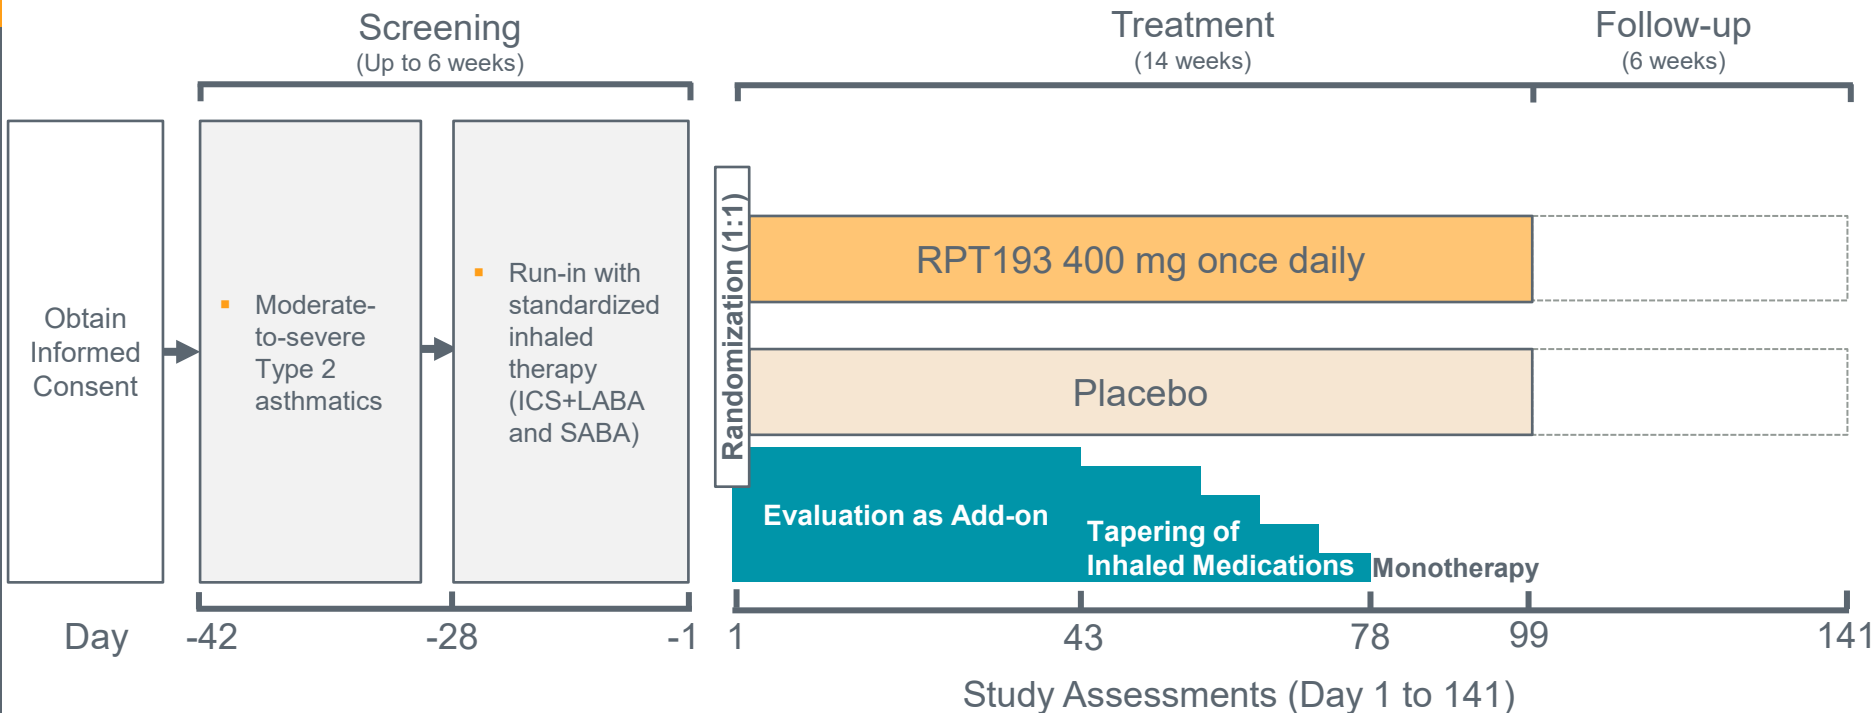 Screening
(Up to 6 weeks)
Treatment
(14 weeks)
Follow-up
(6 weeks)
Obtain
Informed
Consent
▪ Moderate-
to-severe
Type 2
asthmatics
▪ Run-in with
standardized
inhaled
therapy
(ICS+LABA
and SABA)
Randomization (1:1)
RPT193 400 mg once daily
Placebo
Evaluation as Add-on
Tapering of
Inhaled Medications
Monotherapy
Day -42 -28 -1 1 43 78 99 141
Study Assessments (Day 1 to 141)